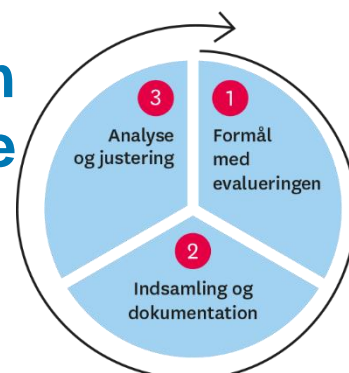 n
e
1
Formål
med
evalueringen
2
Indsamling og
dokumentation
3
Analyse
og justering